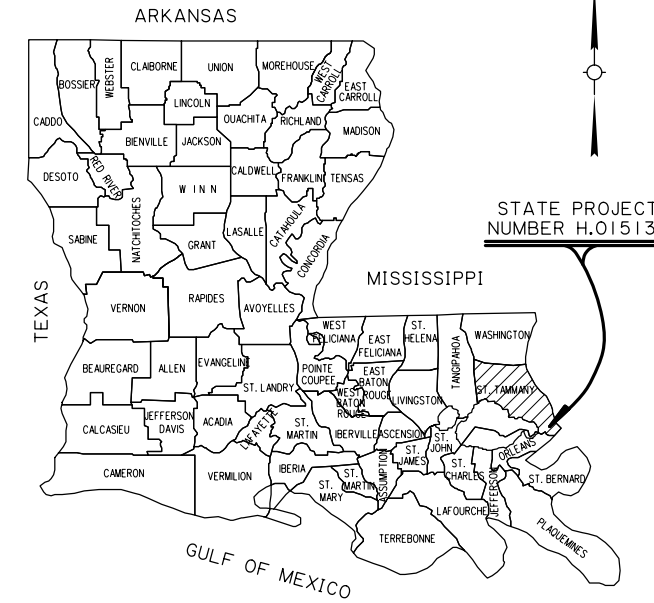 ARKANSAS
BOSSIER
WEBSTER
CLAIBORNE
UNION
MOREHOUSE
WEST
CARROLL
EAST
CARROLL
CADDO
LINCOLN
OUACHITA
RICHLAND
MADISON
BIENVILLE
JACKSON
DESOTO
RED RIVER
WINN
CALDWELL
FRANKLIN
TENSAS
NATCHITOCHES
SABINE
GRANT
LASALLE
CATAHOULA
CONCORDIA
STATE PROJECT
NUMBER H.01513
MISSISSIPPI
TEXAS
VERNON
RAPIDES
AVOYELLES
WEST
FELICIANA
EAST
FELICIANA
ST.
HELENA
TANGIPAHOA
WASHINGTON
BEAUREGARD
ALLEN
EVANGELINE
ST. LANDRY
POINTE
COUPEE
WEST
BATON
ROUGE
EAST
BATON
ROUGE
LIVINGSTON
ST. TAMMANY
CALCASIEU
JEFFERSON
DAVIS
ACADIA
LAFAYETTE
ST.
MARTIN
IBERVILLE
ASCENSION
ST.
JAMES
ST.
JOHN
ORLEANS
CAMERON
VERMILION
IBERIA
ST.
MARTIN
ST.
MARY
ASSUMPTION
ST.
CHARLES
JEFFERSON
ST. BERNARD
LAFOURCHE
PLAQUEMINES
TERREBONNE
GULF OF MEXICO